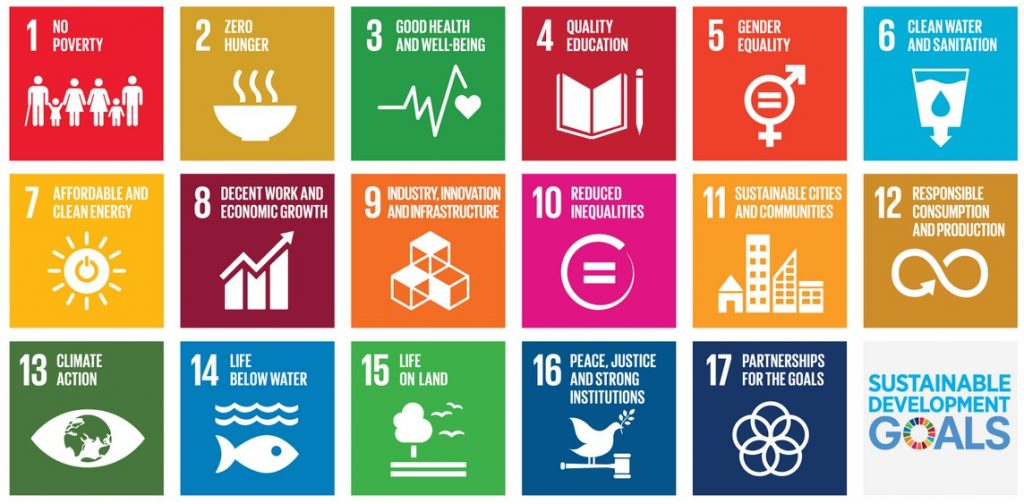 1 NO
POVERTY
2 ZERO
HUNGER
3 GOOD HEALTH
AND WELL-BEING
4 QUALITY
EDUCATION
5 GENDER
EQUALITY
6 CLEAN WATER
AND SANITATION
7 AFFORDABLE AND
CLEAN ENERGY
8 DECENT WORK AND
ECONOMIC GROWTH
9 INDUSTRY, INNOVATION
AND INFRASTRUCTURE
10 REDUCED
INEQUALITIES
11 SUSTAINABLE CITIES
AND COMMUNITIES
12 RESPONSIBLE
CONSUMPTION
AND PRODUCTION
13 CLIMATE
ACTION
14 LIFE
BELOW WATER
15 LIFE
ON LAND
16 PEACE, JUSTICE
AND STRONG
INSTITUTIONS
17 PARTNERSHIPS
FOR THE GOALS
SUSTAINABLE
DEVELOPMENT
GOALS